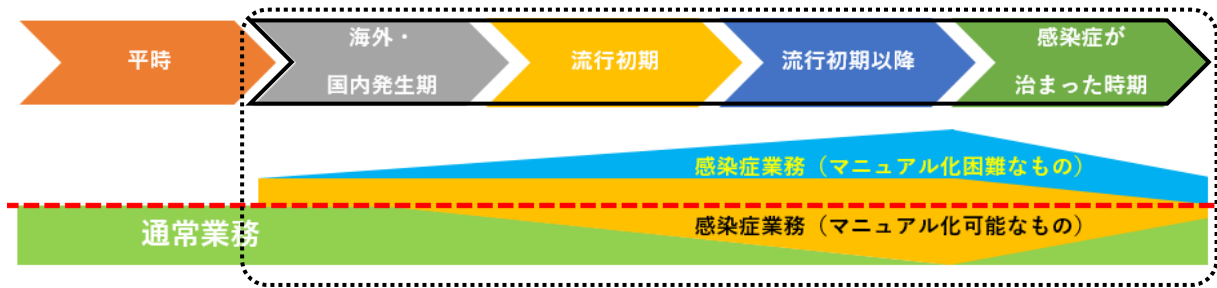 平時
海外・
国内発生期
流行初期
流行初期以降
感染症が
治まった時期
感染症業務（マニュアル化困難なもの）
通常業務
感染症業務（マニュアル化可能なもの）